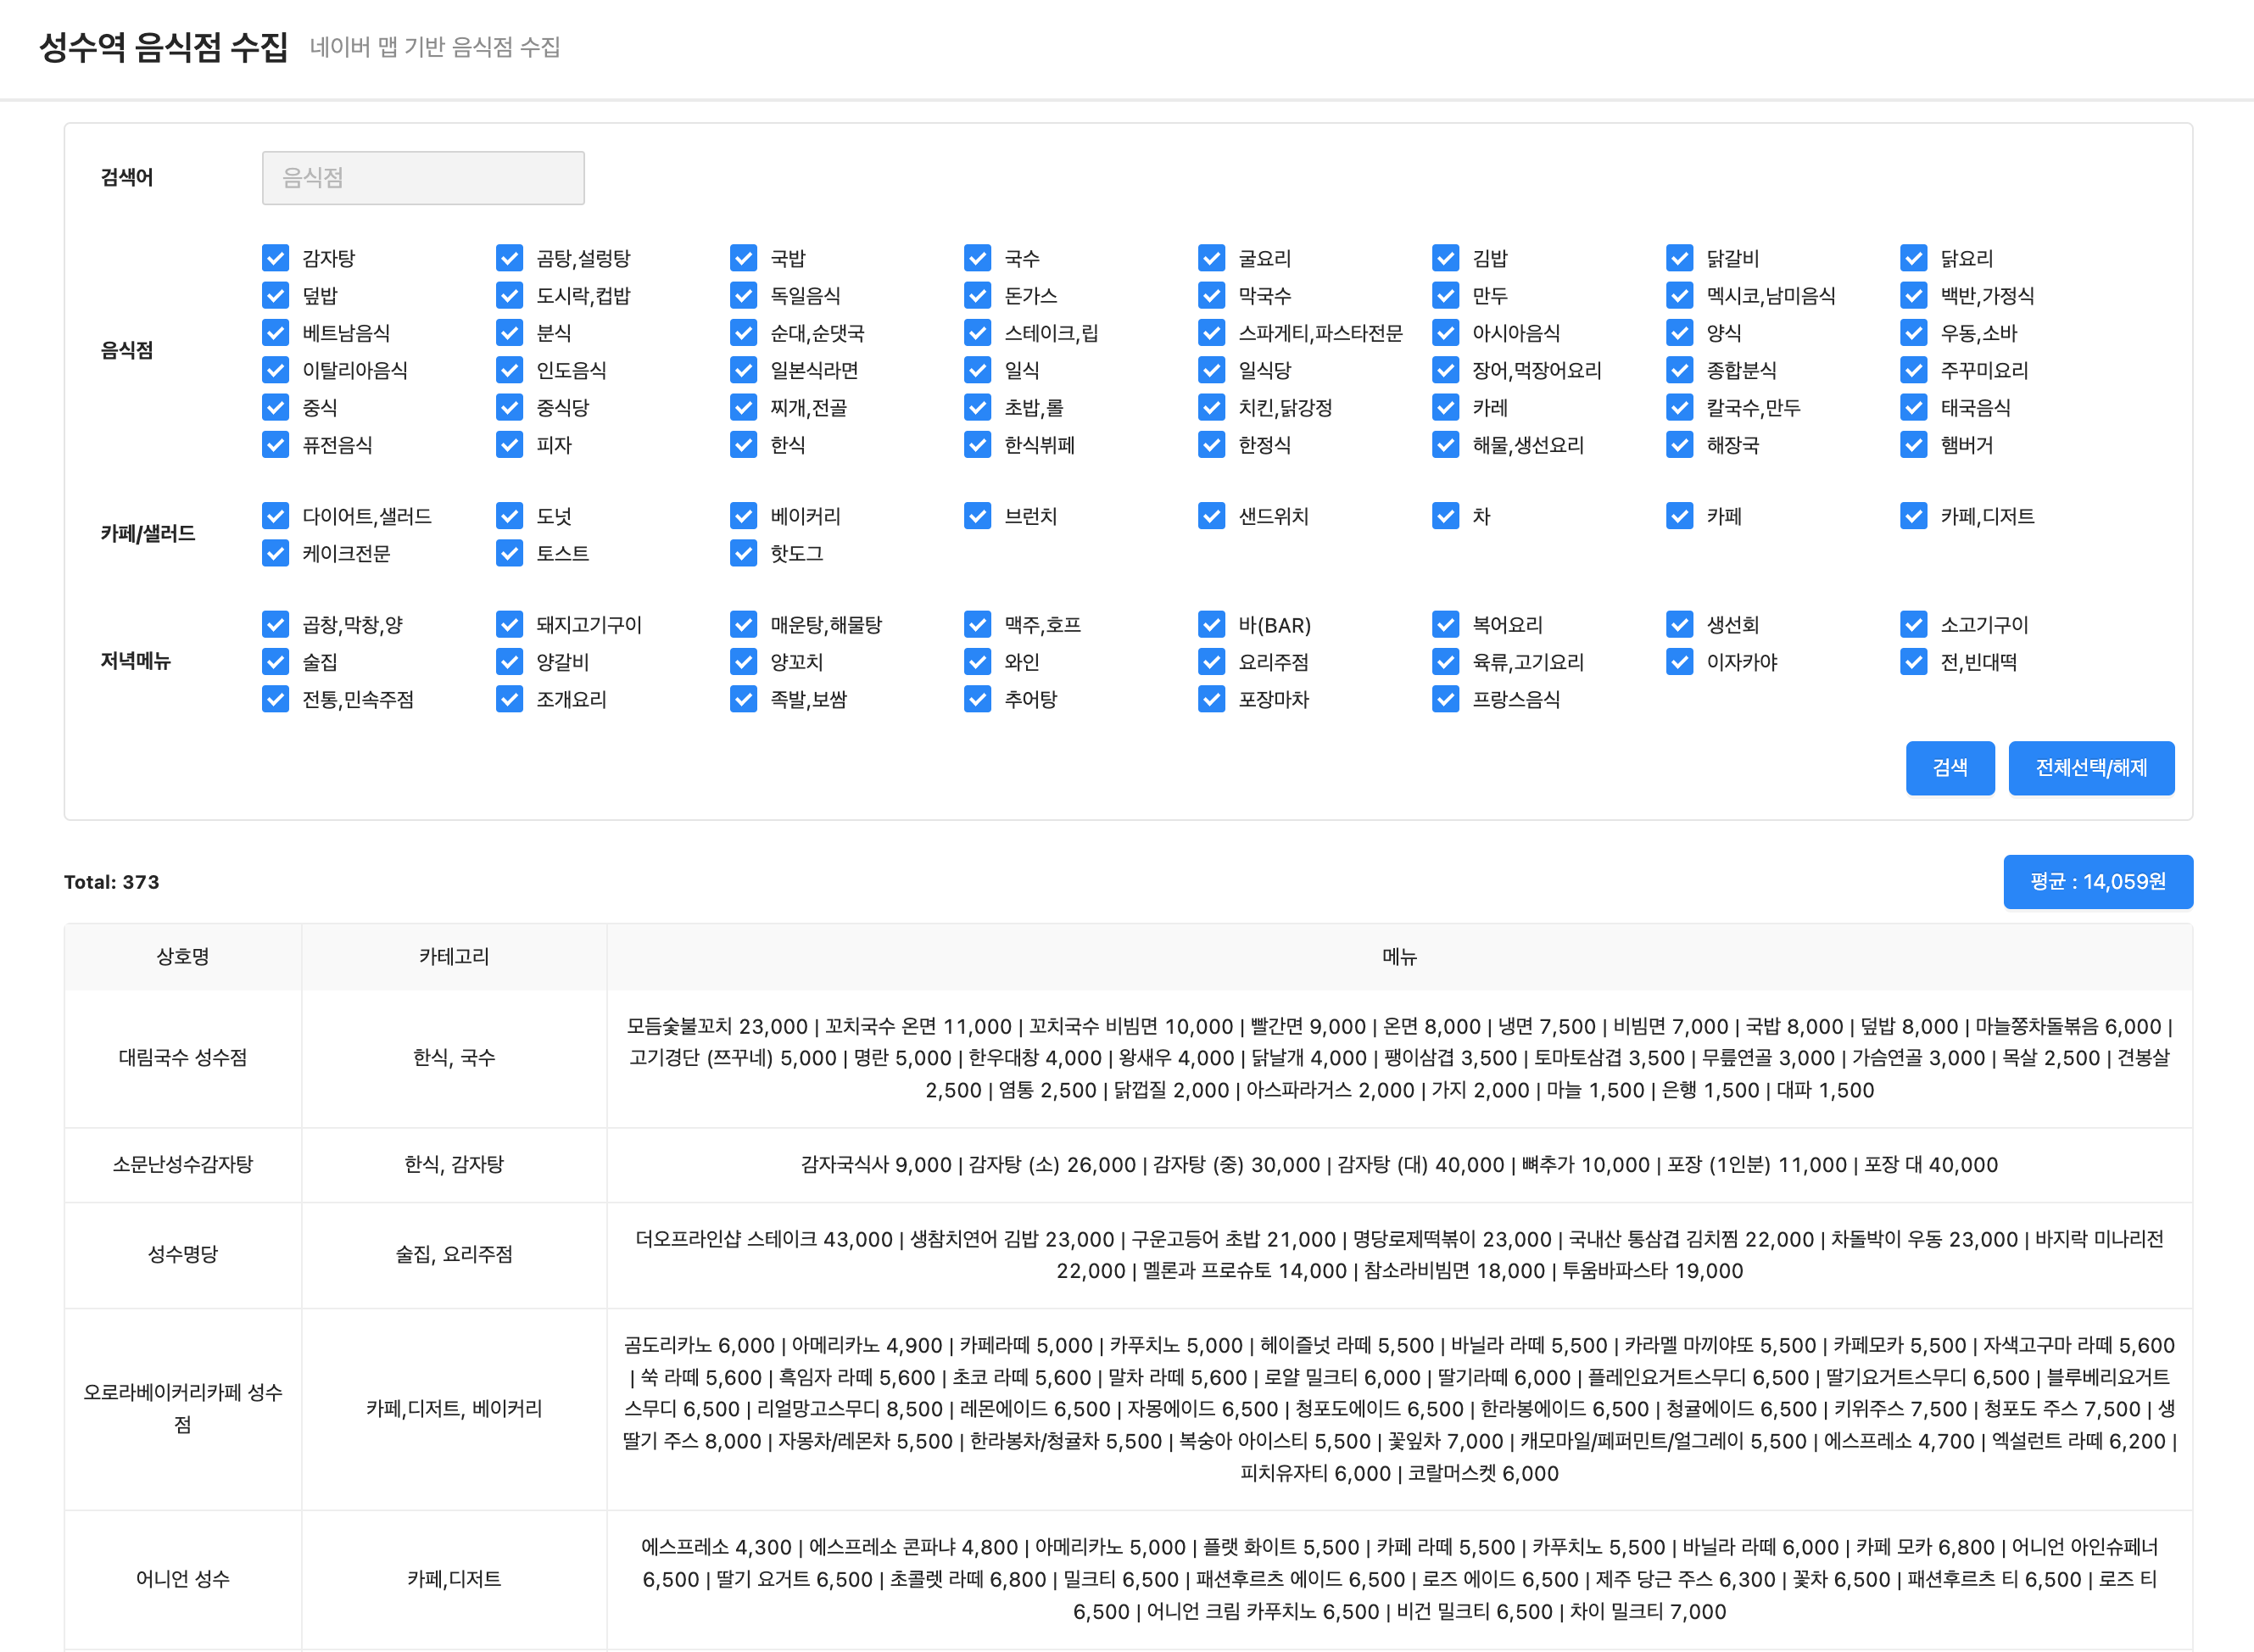 성수역 음식점 수집 네이버 맵 기반 음식점 수집
검색어 음식점
감자탕 곰탕,설렁탕 국밥 국수 굴요리 김밥 닭갈비 닭요리
덮밥 도시락,컵밥 독일음식 돈가스 막국수 만두 멕시코,남미음식 백반,가정식
음식점
베트남음식 분식 순대,순댓국 스테이크,립 스파게티,파스타전문 아시아음식 양식 우동,소바
이탈리아음식 인도음식 일본식라면 일식 일식당 장어,먹장어요리 종합분식 주꾸미요리
중식 중식당 찌개,전골 초밥,롤 치킨,닭강정 카레 칼국수,만두 태국음식
퓨전음식 피자 한식 한식뷔페 한정식 해물,생선요리 해장국 햄버거
카페/샐러드
다이어트,샐러드 도넛 베이커리 브런치 샌드위치 차 카페 카페,디저트
케이크전문 토스트 핫도그
곱창,막창,양 돼지고기구이 매운탕,해물탕 맥주,호프 바(BAR) 복어요리 생선회 소고기구이
저녁메뉴 술집 양갈비 양꼬치 와인 요리주점 육류,고기요리 이자카야 전,빈대떡
전통,민속주점 조개요리 족발,보쌈 추어탕 포장마차 프랑스음식
검색 전체선택/해제
Total: 373 평균 : 14,059원
상호명 카테고리 메뉴
대림국수 성수점
한식, 국수
모듬숯불꼬치 23,000 | 꼬치국수 온면 11,000 | 꼬치국수 비빔면 10,000 | 빨간면 9,000 | 온면 8,000 | 냉면 7,500 | 비빔면 7,000 | 국밥 8,000 | 덮밥 8,000 | 마늘쫑차돌볶음 6,000 |
고기경단 (쯔꾸네) 5,000 | 명란 5,000 | 한우대창 4,000 | 왕새우 4,000 | 닭날개 4,000 | 팽이삼겹 3,500 | 토마토삼겹 3,500 | 무릎연골 3,000 | 가슴연골 3,000 | 목살 2,500 | 견봉살
2,500 | 염통 2,500 | 닭껍질 2,000 | 아스파라거스 2,000 | 가지 2,000 | 마늘 1,500 | 은행 1,500 | 대파 1,500
소문난성수감자탕 한식, 감자탕 감자국식사 9,000 | 감자탕 (소) 26,000 | 감자탕 (중) 30,000 | 감자탕 (대) 40,000 | 뼈추가 10,000 | 포장 (1인분) 11,000 | 포장 대 40,000
성수명당
술집, 요리주점
더오프라인샵 스테이크 43,000 | 생참치연어 김밥 23,000 | 구운고등어 초밥 21,000 | 명당로제떡볶이 23,000 | 국내산 통삼겹 김치찜 22,000 | 차돌박이 우동 23,000 | 바지락 미나리전
22,000 | 멜론과 프로슈토 14,000 | 참소라비빔면 18,000 | 투움바파스타 19,000
오로라베이커리카페 성수
점
카페,디저트, 베이커리
곰도리카노 6,000 | 아메리카노 4,900 | 카페라떼 5,000 | 카푸치노 5,000 | 헤이즐넛 라떼 5,500 | 바닐라 라떼 5,500 | 카라멜 마끼야또 5,500 | 카페모카 5,500 | 자색고구마 라떼 5,600
| 쑥 라떼 5,600 | 흑임자 라떼 5,600 | 초코 라떼 5,600 | 말차 라떼 5,600 | 로얄 밀크티 6,000 | 딸기라떼 6,000 | 플레인요거트스무디 6,500 | 딸기요거트스무디 6,500 | 블루베리요거트
스무디 6,500 | 리얼망고스무디 8,500 | 레몬에이드 6,500 | 자몽에이드 6,500 | 청포도에이드 6,500 | 한라봉에이드 6,500 | 청귤에이드 6,500 | 키위주스 7,500 | 청포도 주스 7,500 | 생
딸기 주스 8,000 | 자몽차/레몬차 5,500 | 한라봉차/청귤차 5,500 | 복숭아 아이스티 5,500 | 꽃잎차 7,000 | 캐모마일/페퍼민트/얼그레이 5,500 | 에스프레소 4,700 | 엑설런트 라떼 6,200 |
피치유자티 6,000 | 코랄머스켓 6,000
어니언 성수
카페,디저트
에스프레소 4,300 | 에스프레소 콘파냐 4,800 | 아메리카노 5,000 | 플랫 화이트 5,500 | 카페 라떼 5,500 | 카푸치노 5,500 | 바닐라 라떼 6,000 | 카페 모카 6,800 | 어니언 아인슈페너
6,500 | 딸기 요거트 6,500 | 초콜렛 라떼 6,800 | 밀크티 6,500 | 패션후르츠 에이드 6,500 | 로즈 에이드 6,500 | 제주 당근 주스 6,300 | 꽃차 6,500 | 패션후르츠 티 6,500 | 로즈 티
6,500 | 어니언 크림 카푸치노 6,500 | 비건 밀크티 6,500 | 차이 밀크티 7,000